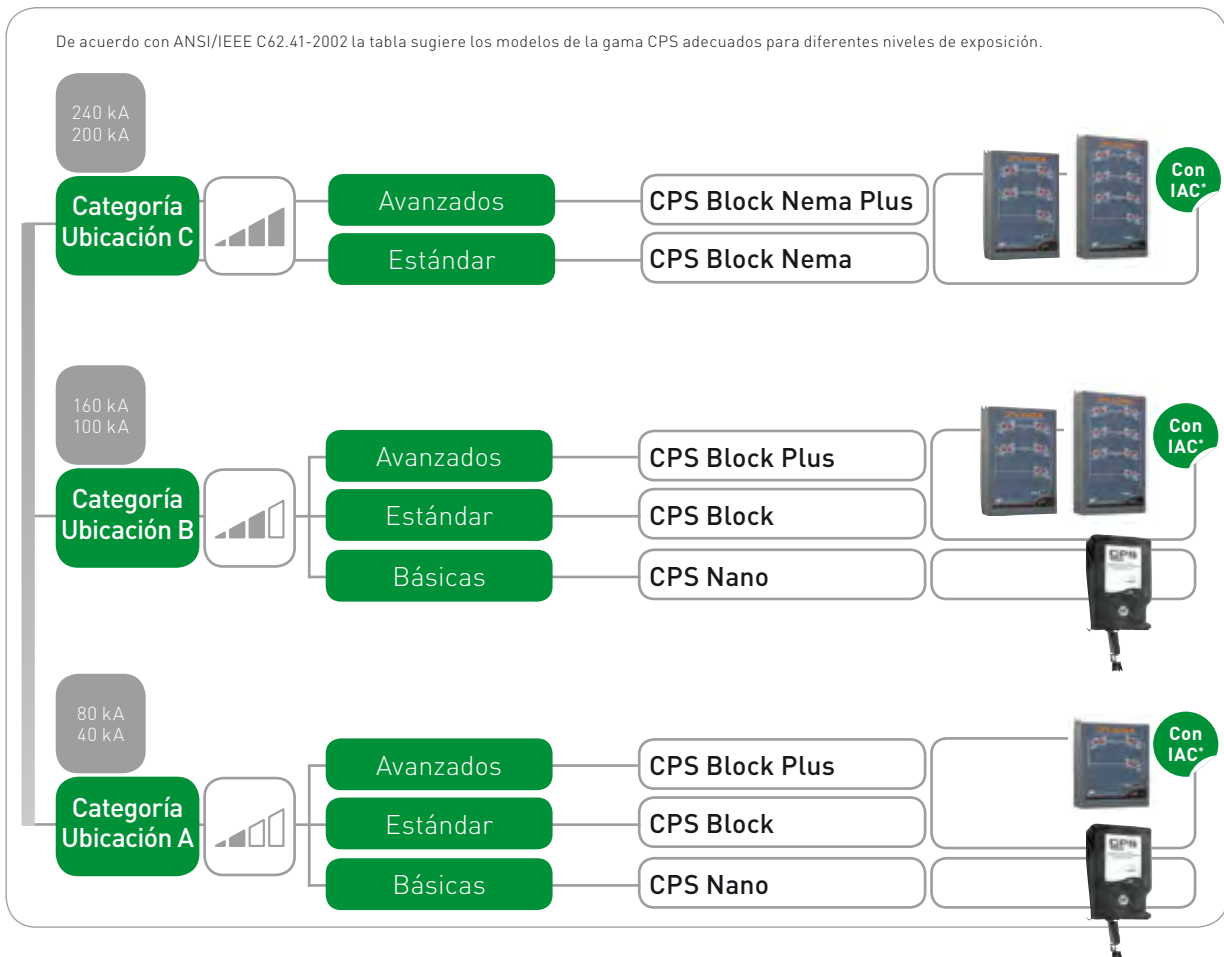 De acuerdo con ANSI/IEEE C62.41-2002 la tabla sugiere los modelos de la gama CPS adecuados para diferentes niveles de exposición.
240 kA
200 kA
Categoría
Ubicación C
Avanzados
CPS Block Nema Plus
Estándar
CPS Block Nema
Con
IAC*
160 kA
100 kA
Categoría
Ubicación B
Avanzados
CPS Block Plus
Estándar
CPS Block
Básicas
CPS Nano
Con
IAC*
CPS
80 kA
40 kA
Categoría
Ubicación A
Avanzados
CPS Block Plus
Estándar
CPS Block
Básicas
CPS Nano
Con
IAC*
CPS